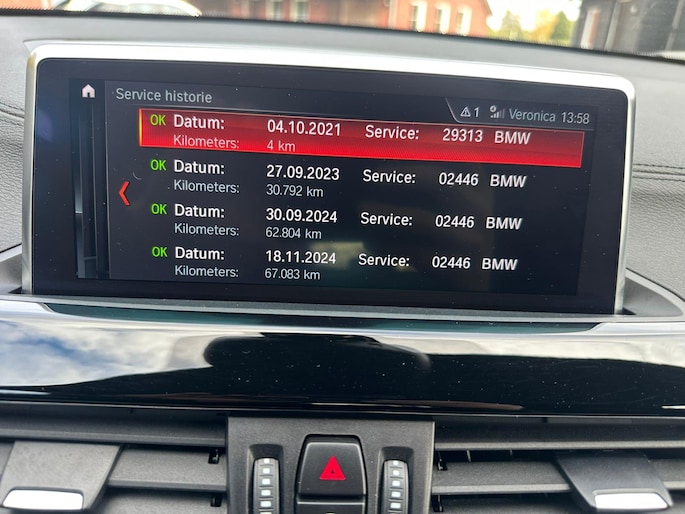 Service historie
⚠1 Veronica 13:58
OK Datum: 04.10.2021 Service: 29313 BMW
Kilometers: 4 km
OK Datum: 27.09.2023 Service: 02446 BMW
Kilometers: 30.792 km
OK Datum: 30.09.2024 Service: 02446 BMW
Kilometers: 62.804 km
OK Datum: 18.11.2024 Service: 02446 BMW
Kilometers: 67.083 km